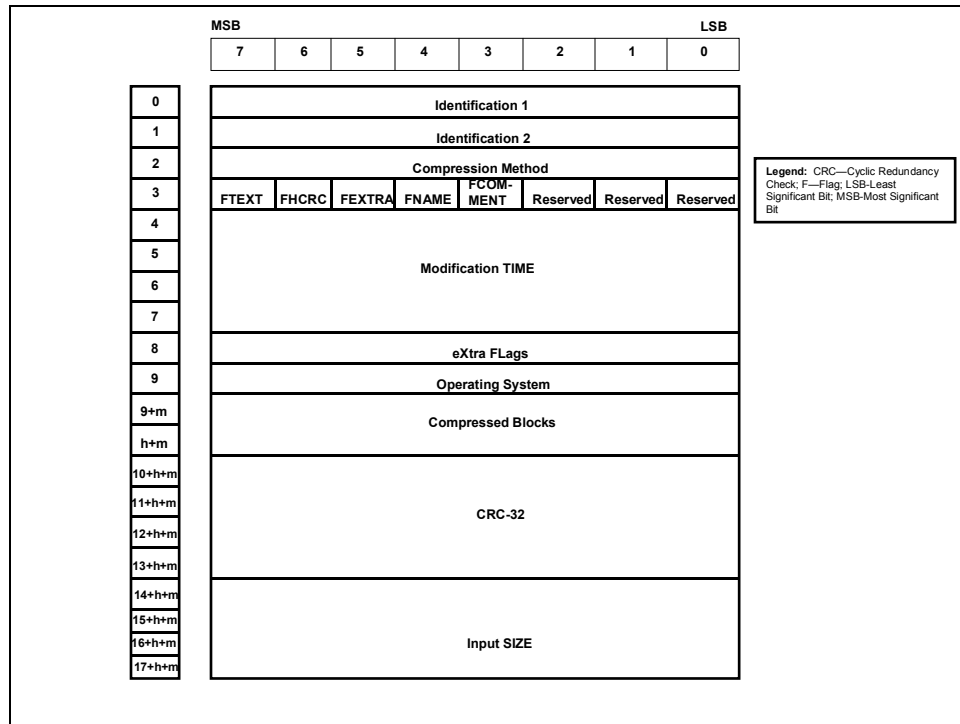 MSB LSB
7 6 5 4 3 2 1 0
0 Identification 1
1 Identification 2
2 Compression Method
3 FTEXT FHCRC FEXTRA FNAME FCOM-
MENT Reserved Reserved Reserved
Legend: CRC—Cyclic Redundancy
Check; F—Flag; LSB-Least
Significant Bit; MSB-Most Significant
Bit
4
5
Modification TIME
6
7
8 eXtra FLags
9 Operating System
9+m
Compressed Blocks
h+m
10+h+m
11+h+m
CRC-32
12+h+m
13+h+m
14+h+m
15+h+m
16+h+m Input SIZE
17+h+m